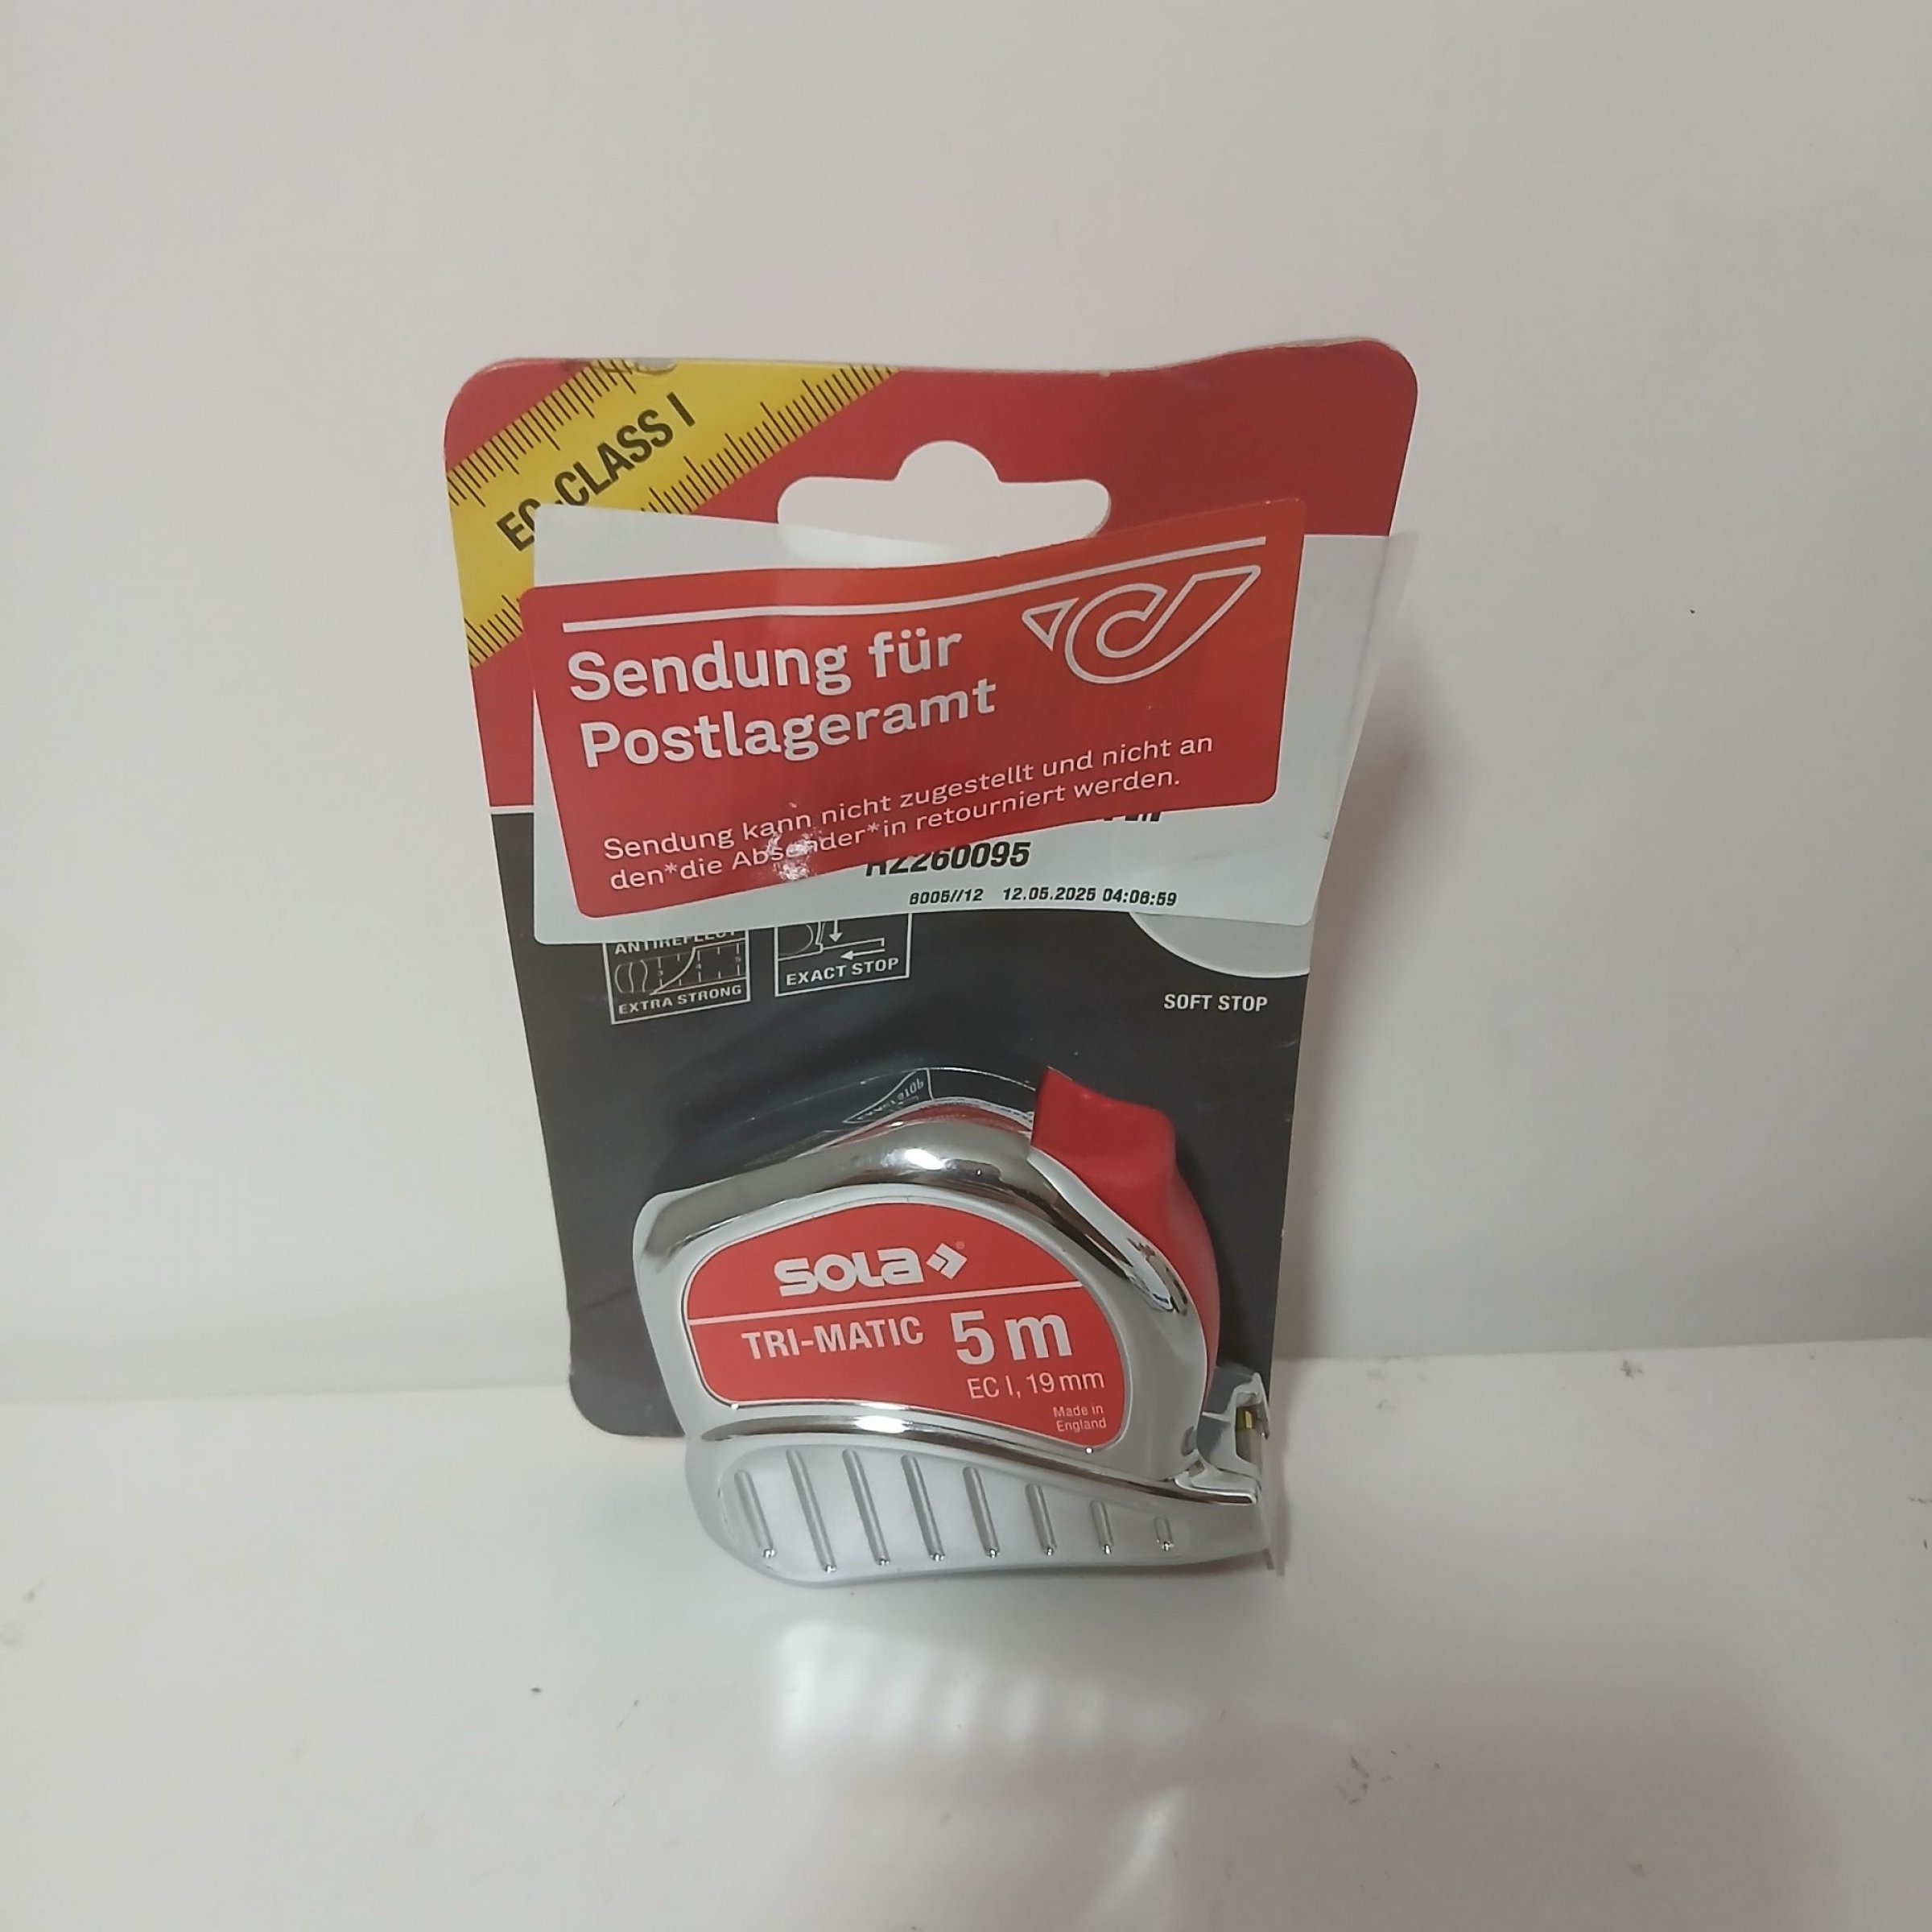 EC-CLASS I
Sendung für
Postlageramt
Sendung kann nicht zugestellt und nicht an
den*die Absender*in retourniert werden.
RZ260095
6005//12 12.05.2025 04:06:59
ANTIREFLECT
EXTRA STRONG
EXACT STOP
SOFT STOP
SOLA
TRI-MATIC 5 m
EC I, 19 mm
Made in
England